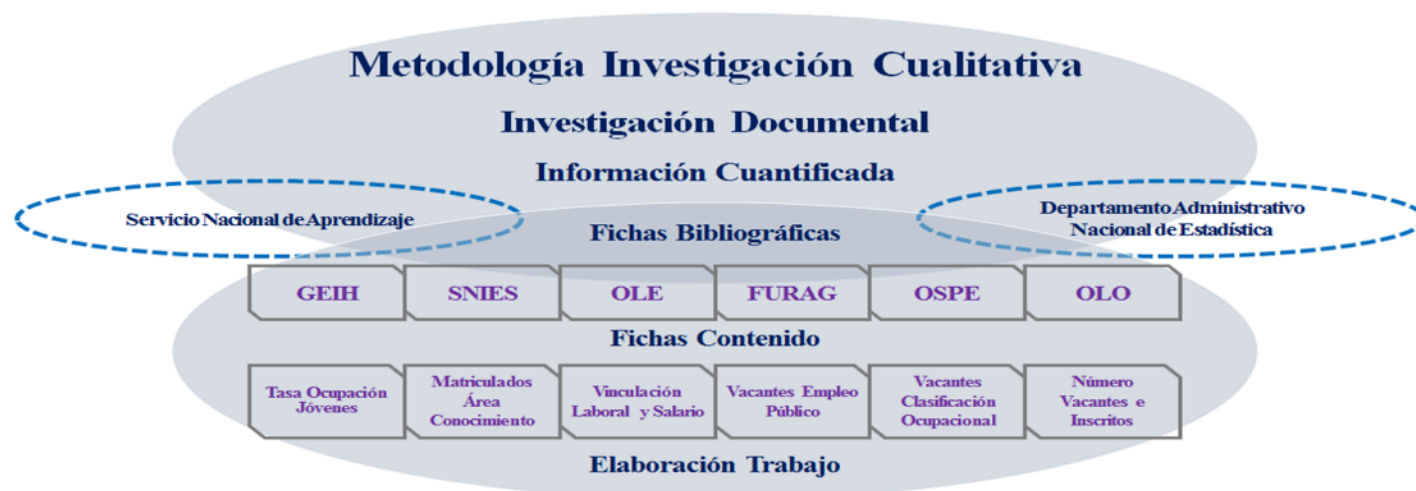 Metodología Investigación Cualitativa
Investigación Documental
Información Cuantificada
Servicio Nacional de Aprendizaje
Departamento Administrativo
Nacional de Estadística
Fichas Bibliográficas
GEIH
SNIES
OLE
FURAG
OSPE
OLO
Fichas Contenido
Tasa Ocupación
Jóvenes
Matriculados
Área
Conocimiento
Vinculación
Laboral y Salario
Vacantes Empleo
Público
Vacantes
Clasificación
Ocupacional
Número
Vacantes e
Inscritos
Elaboración Trabajo